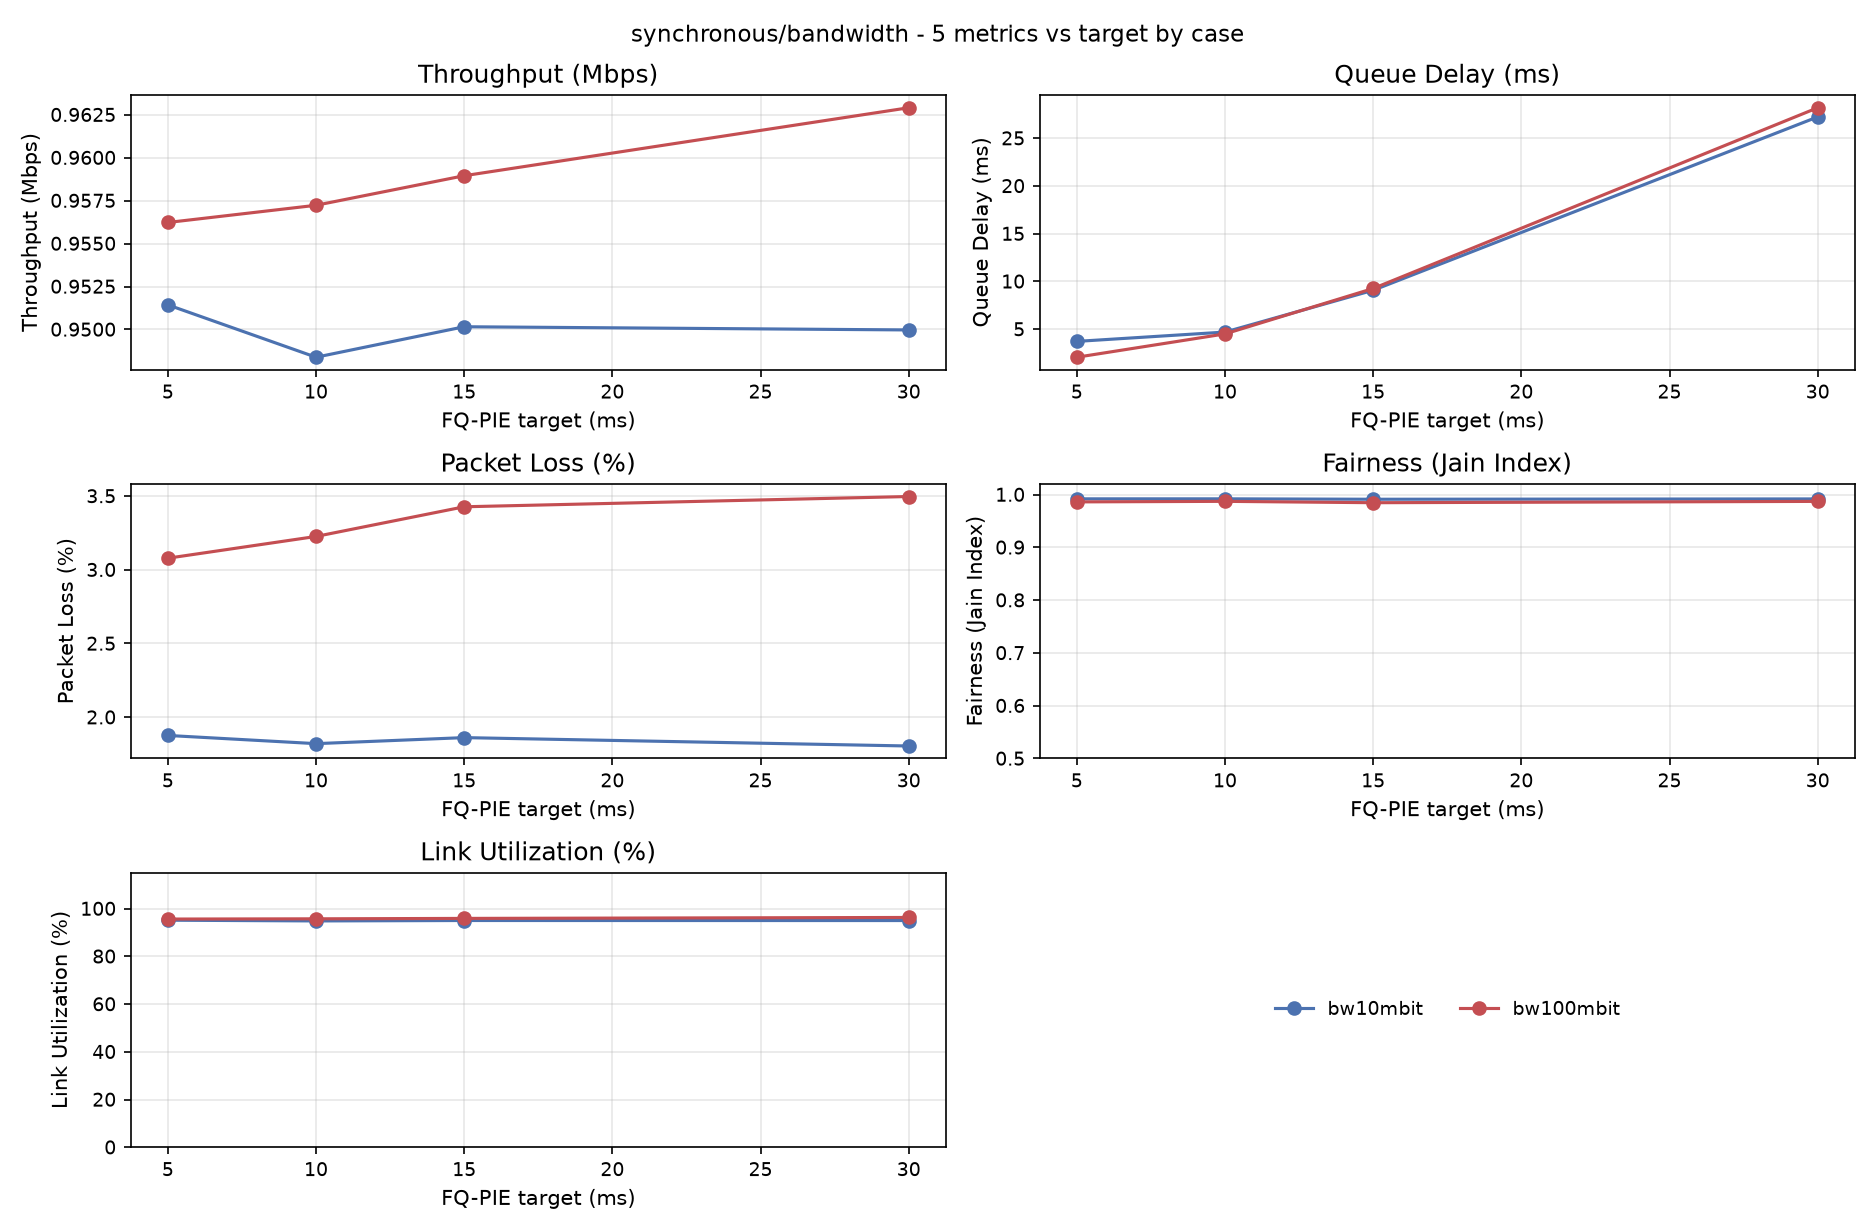 synchronous/bandwidth - 5 metrics vs target by case
Throughput (Mbps)
Throughput (Mbps)
0.9625
0.9600
0.9575
0.9550
0.9525
0.9500
5 10 15 20 25 30
FQ-PIE target (ms)
Queue Delay (ms)
Queue Delay (ms)
25
20
15
10
5
5 10 15 20 25 30
FQ-PIE target (ms)
Packet Loss (%)
Packet Loss (%)
3.5
3.0
2.5
2.0
5 10 15 20 25 30
FQ-PIE target (ms)
Fairness (Jain Index)
Fairness (Jain Index)
1.0
0.9
0.8
0.7
0.6
0.5
5 10 15 20 25 30
FQ-PIE target (ms)
Link Utilization (%)
Link Utilization (%)
100
80
60
40
20
0
5 10 15 20 25 30
FQ-PIE target (ms)
bw10mbit bw100mbit